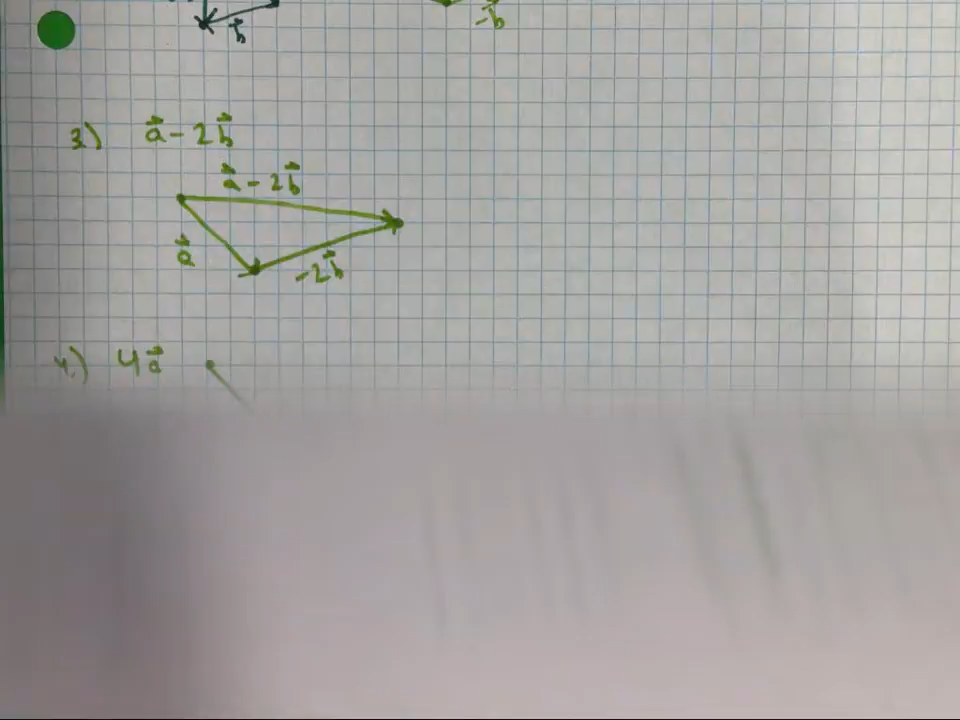 b⃗
-b⃗
3.) a⃗ - 2b⃗
a⃗ - 2b⃗
a⃗
-2b⃗
4.) 4a⃗